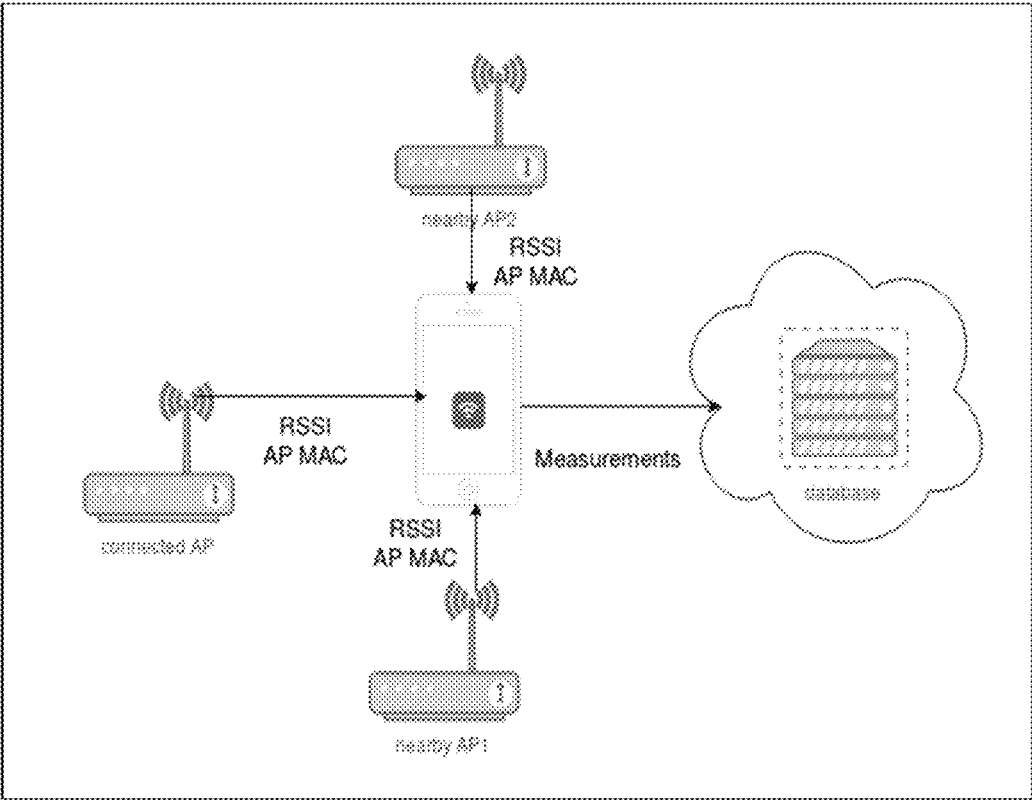 nearby AP2
RSSI
AP MAC
RSSI
AP MAC
connected AP
Measurements
database
RSSI
AP MAC
nearby AP1